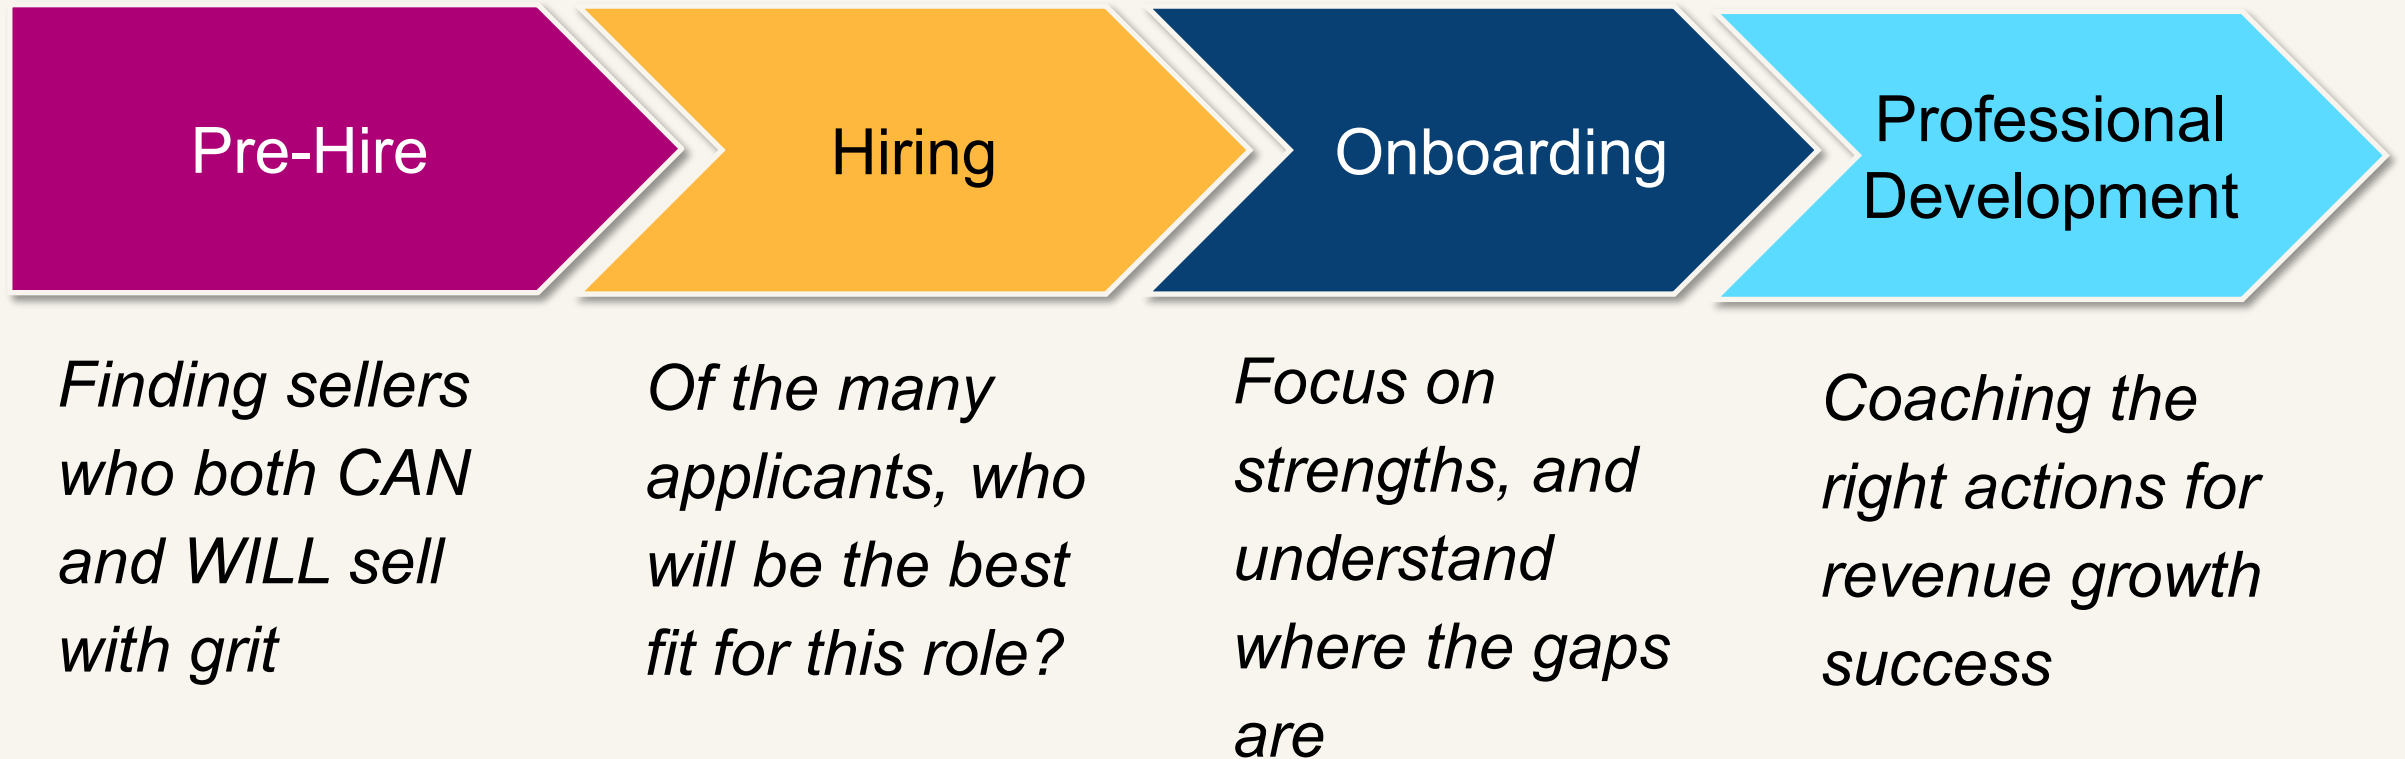 Pre-Hire
Hiring
Onboarding
Professional
Development
Finding sellers
who both CAN
and WILL sell
with grit
Of the many
applicants, who
will be the best
fit for this role?
Focus on
strengths, and
understand
where the gaps
are
Coaching the
right actions for
revenue growth
success